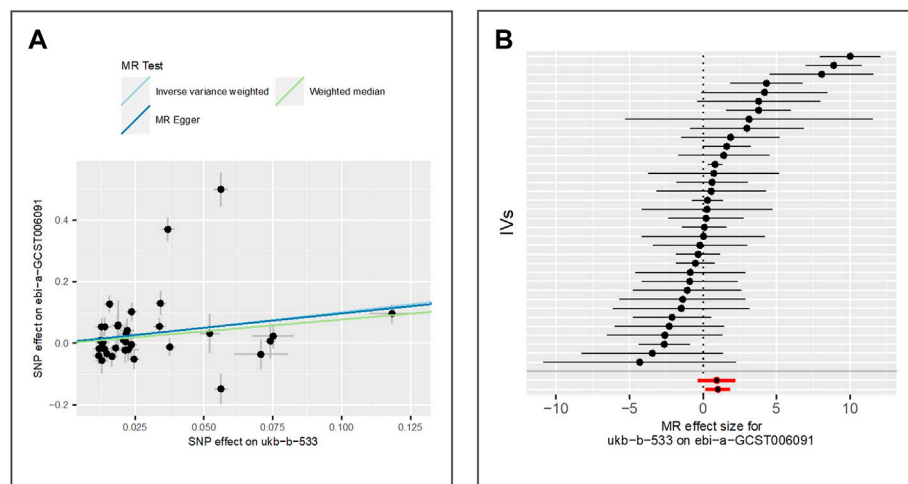 A
MR Test
Inverse variance weighted
Weighted median
MR Egger
SNP effect on ebi−a−GCST006091
0.4
0.2
0.0
−0.2
0.025
0.050
0.075
0.100
0.125
SNP effect on ukb−b−533
B
IVs
−10
−5
0
5
10
MR effect size for
ukb−b−533 on ebi−a−GCST006091